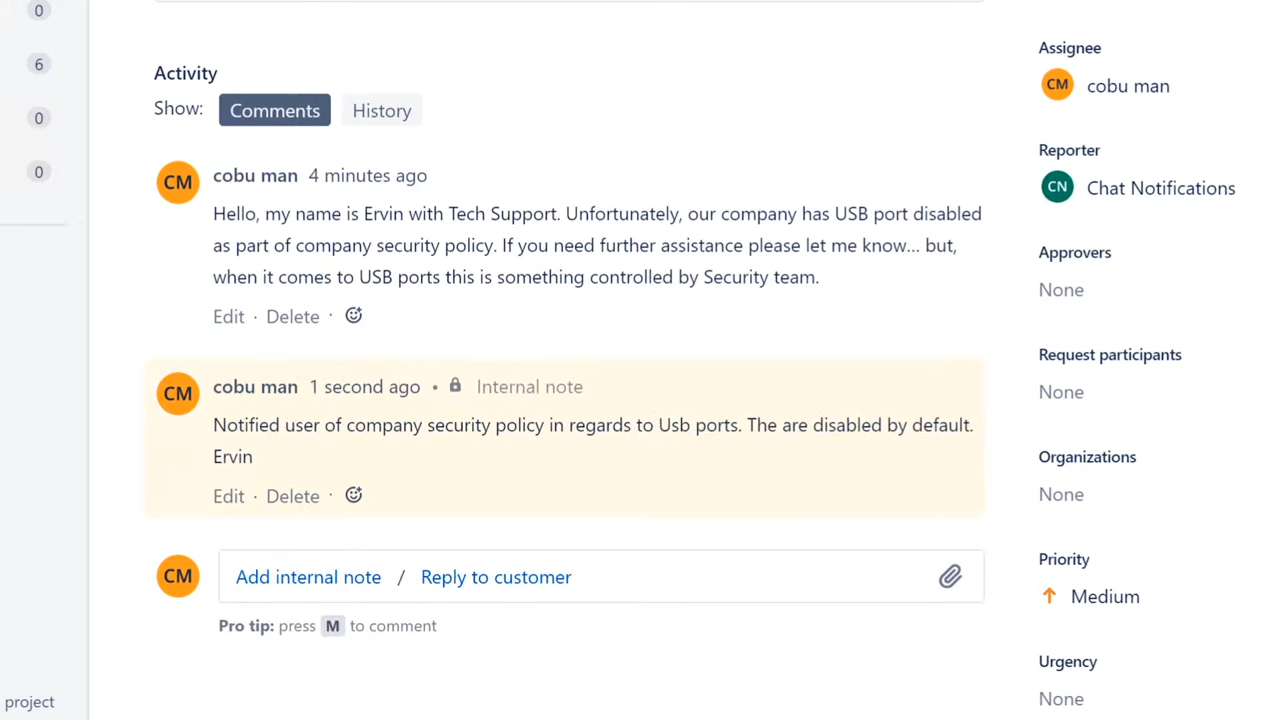 0
6
0
0
project
Activity
Show: Comments History
CM cobu man 4 minutes ago
Hello, my name is Ervin with Tech Support. Unfortunately, our company has USB port disabled
as part of company security policy. If you need further assistance please let me know... but,
when it comes to USB ports this is something controlled by Security team.
Edit · Delete ·
CM cobu man 1 second ago • Internal note
Notified user of company security policy in regards to Usb ports. The are disabled by default.
Ervin
Edit · Delete ·
CM Add internal note / Reply to customer
Pro tip: press M to comment
Assignee
CM cobu man
Reporter
CN Chat Notifications
Approvers
None
Request participants
None
Organizations
None
Priority
Medium
Urgency
None